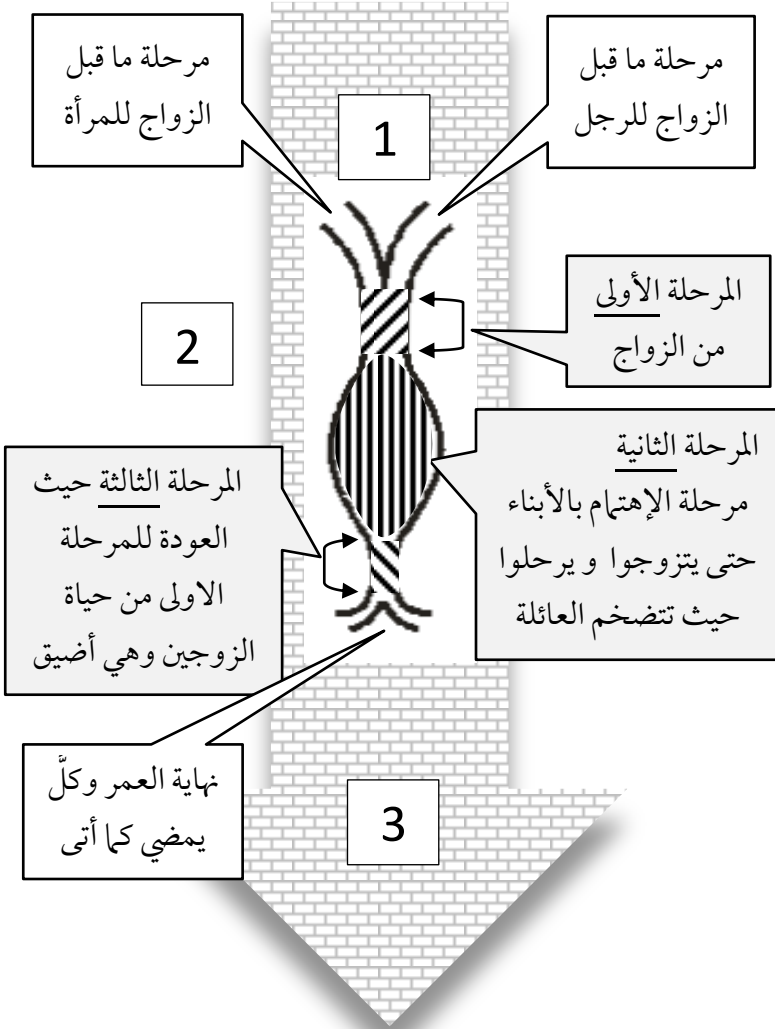 مرحلة ما قبل
الزواج للرجل
مرحلة ما قبل
الزواج للمرأة
1
المرحلة الأولى
من الزواج
2
المرحلة الثانية
مرحلة الإهتمام بالأبناء
حتى يتزوجوا و يرحلوا
حيث تتضخم العائلة
المرحلة الثالثة حيث
العودة للمرحلة
الاولى من حياة
الزوجين وهي أضيق
نهاية العمر وكلَّ
يمضي كما أتى
3